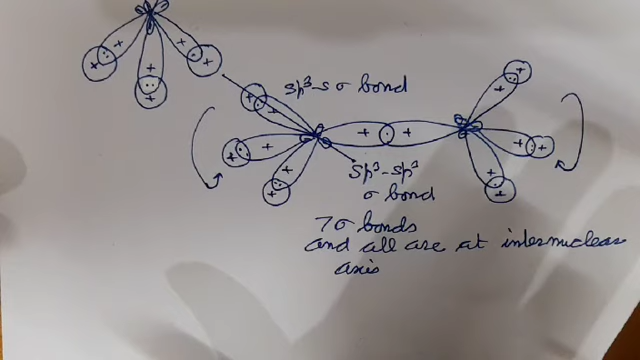 sp³-s σ bond
sp³-sp³
σ bond
7σ bonds
and all are at internuclear
axis